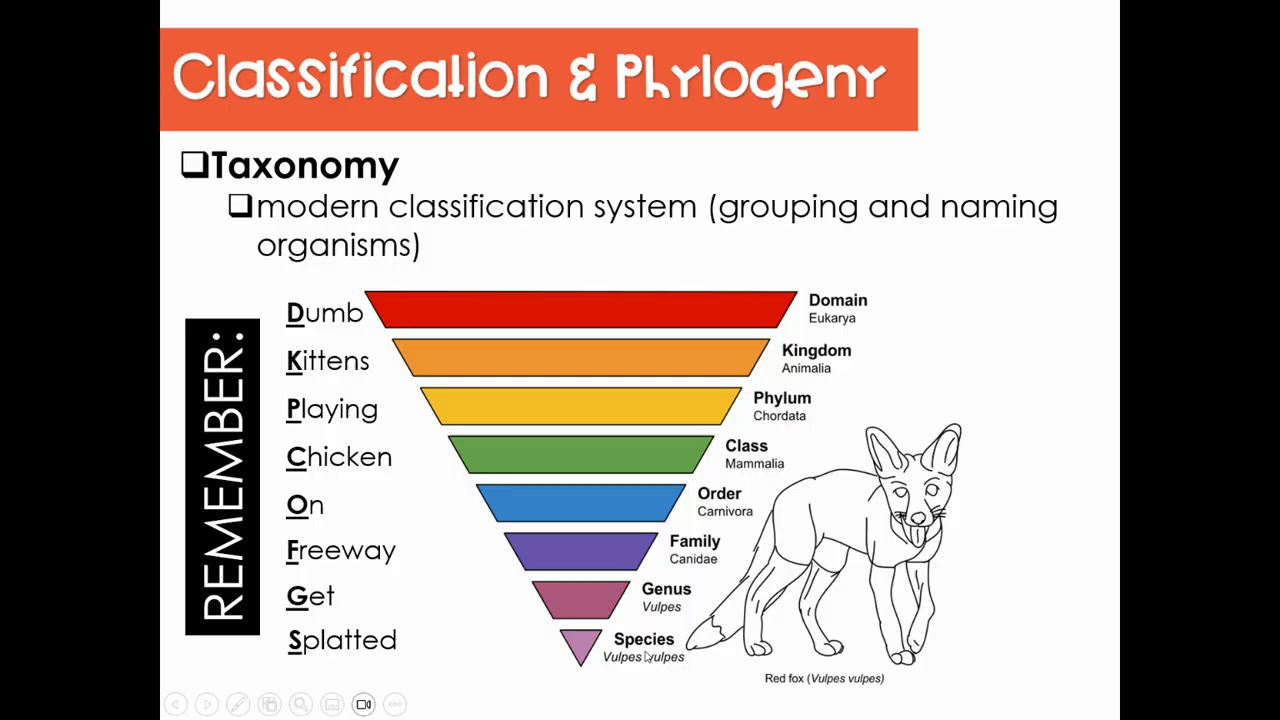 Classification & Phylogeny
Taxonomy
modern classification system (grouping and naming
organisms)
REMEMBER:
Dumb
Kittens
Playing
Chicken
On
Freeway
Get
Splatted
Domain
Eukarya
Kingdom
Animalia
Phylum
Chordata
Class
Mammalia
Order
Carnivora
Family
Canidae
Genus
Vulpes
Species
Vulpes vulpes
Red fox (Vulpes vulpes)